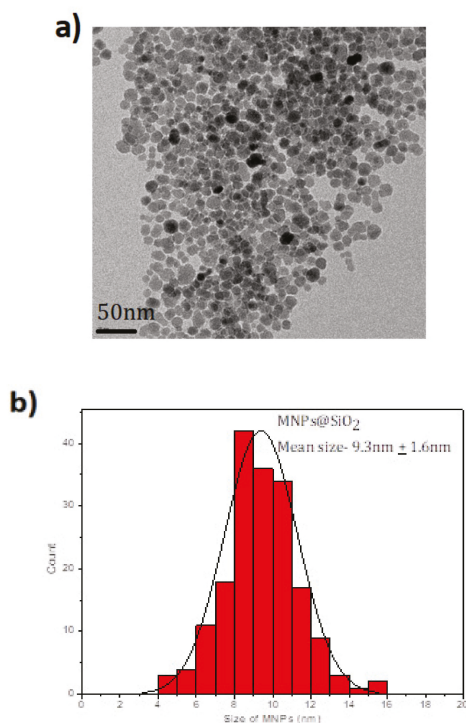 a)
50nm
b)
MNPs@SiO₂
Mean size- 9.3nm ± 1.6nm
40
30
20
10
0
Count
0 2 4 6 8 10 12 14 16 18 20
Size of MNPs (nm)